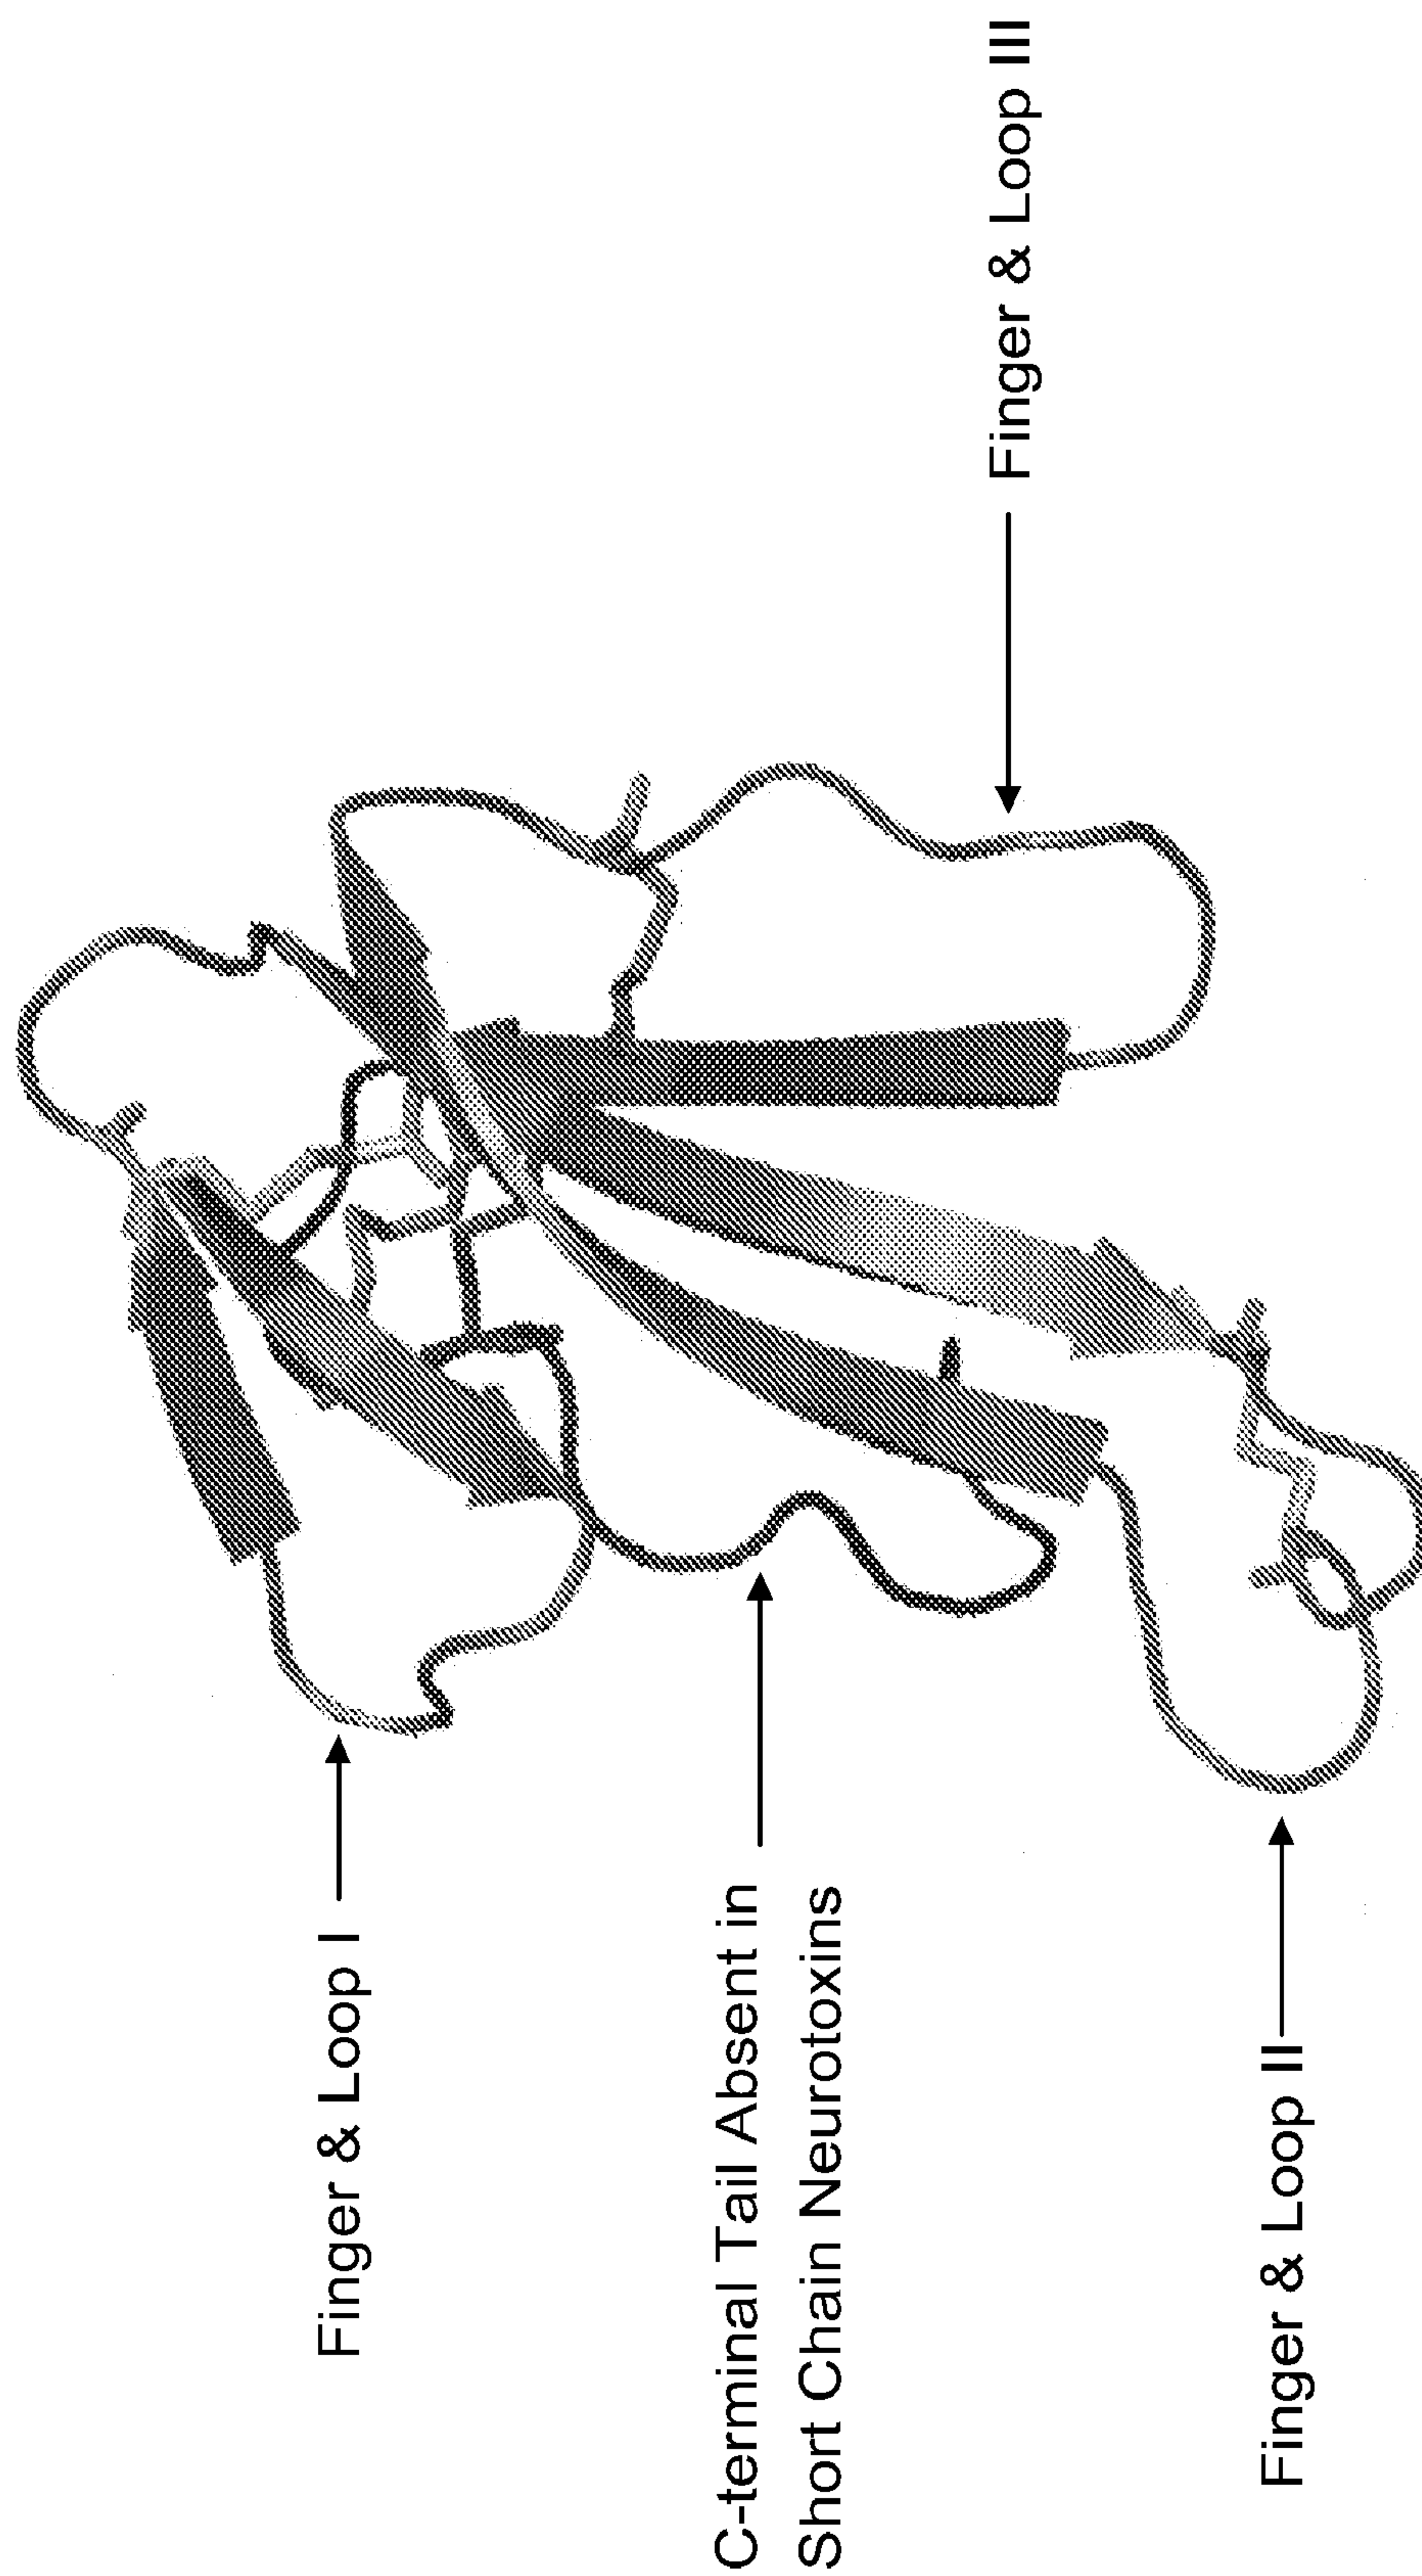 Finger & Loop I
C-terminal Tail Absent in
Short Chain Neurotoxins
Finger & Loop II
Finger & Loop III